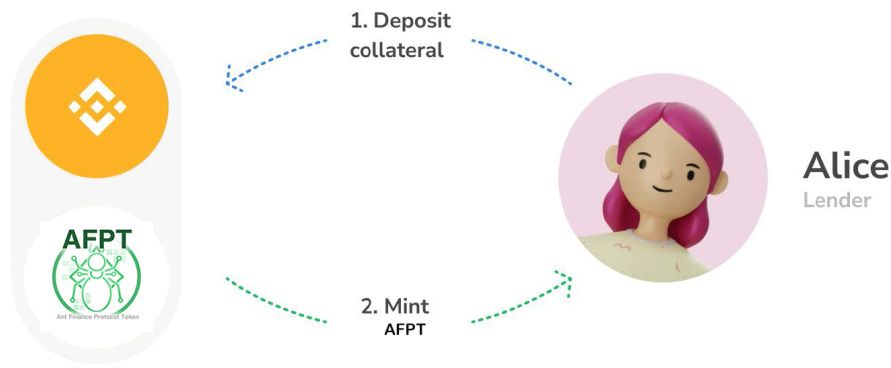 1. Deposit
collateral
Alice
Lender
AFPT
Ant Finance Protocol Token
2. Mint
AFPT